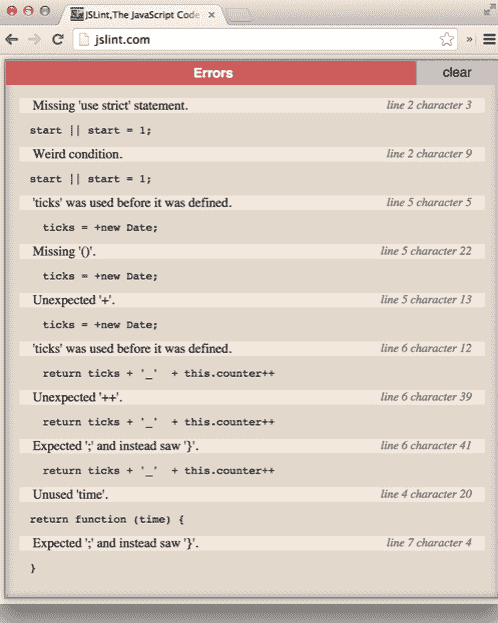 JSLint,The JavaScript Code
jslint.com
Errors
clear
Missing 'use strict' statement. line 2 character 3
start || start = 1;
Weird condition. line 2 character 9
start || start = 1;
'ticks' was used before it was defined. line 5 character 5
ticks = +new Date;
Missing '()'. line 5 character 22
ticks = +new Date;
Unexpected '+'. line 5 character 13
ticks = +new Date;
'ticks' was used before it was defined. line 6 character 12
return ticks + '_'  + this.counter++
Unexpected '++'. line 6 character 39
return ticks + '_'  + this.counter++
Expected ';' and instead saw '}'. line 6 character 41
return ticks + '_'  + this.counter++
Unused 'time'. line 4 character 20
return function (time) {
Expected ';' and instead saw '}'. line 7 character 4
}